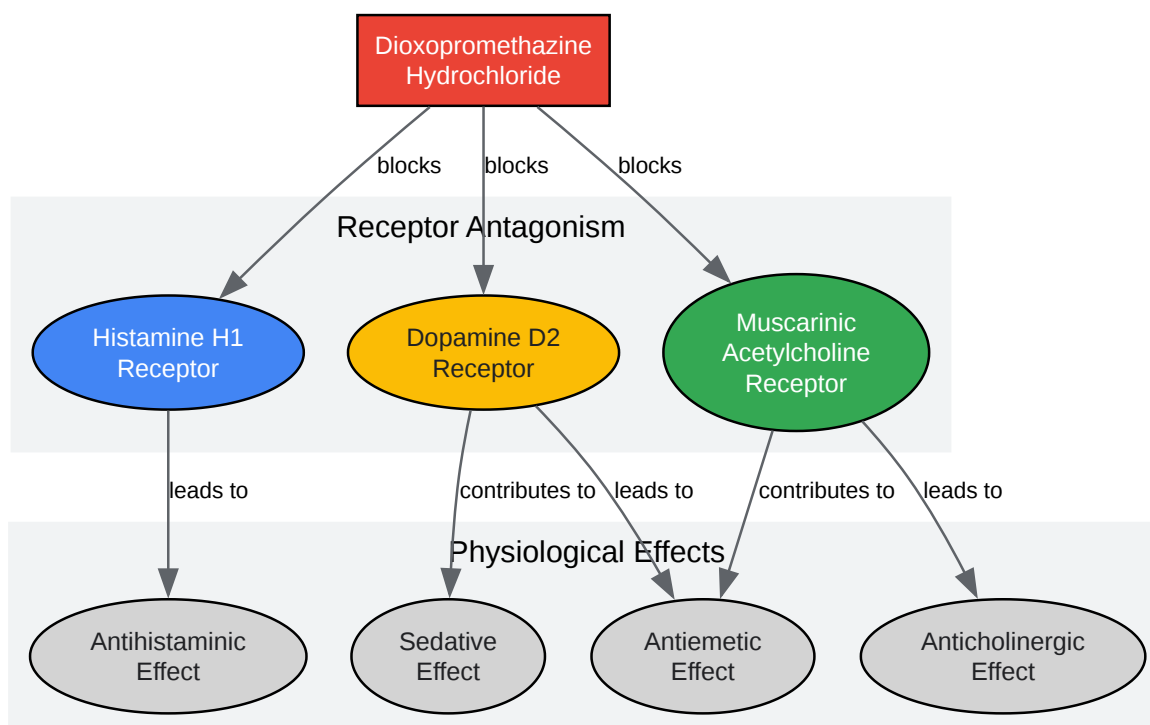 Dioxopromethazine
Hydrochloride
blocks
blocks
blocks
Receptor Antagonism
Histamine H1
Receptor
Dopamine D2
Receptor
Muscarinic
Acetylcholine
Receptor
leads to
contributes to
leads to
contributes to
leads to
Physiological Effects
Antihistaminic
Effect
Sedative
Effect
Antiemetic
Effect
Anticholinergic
Effect